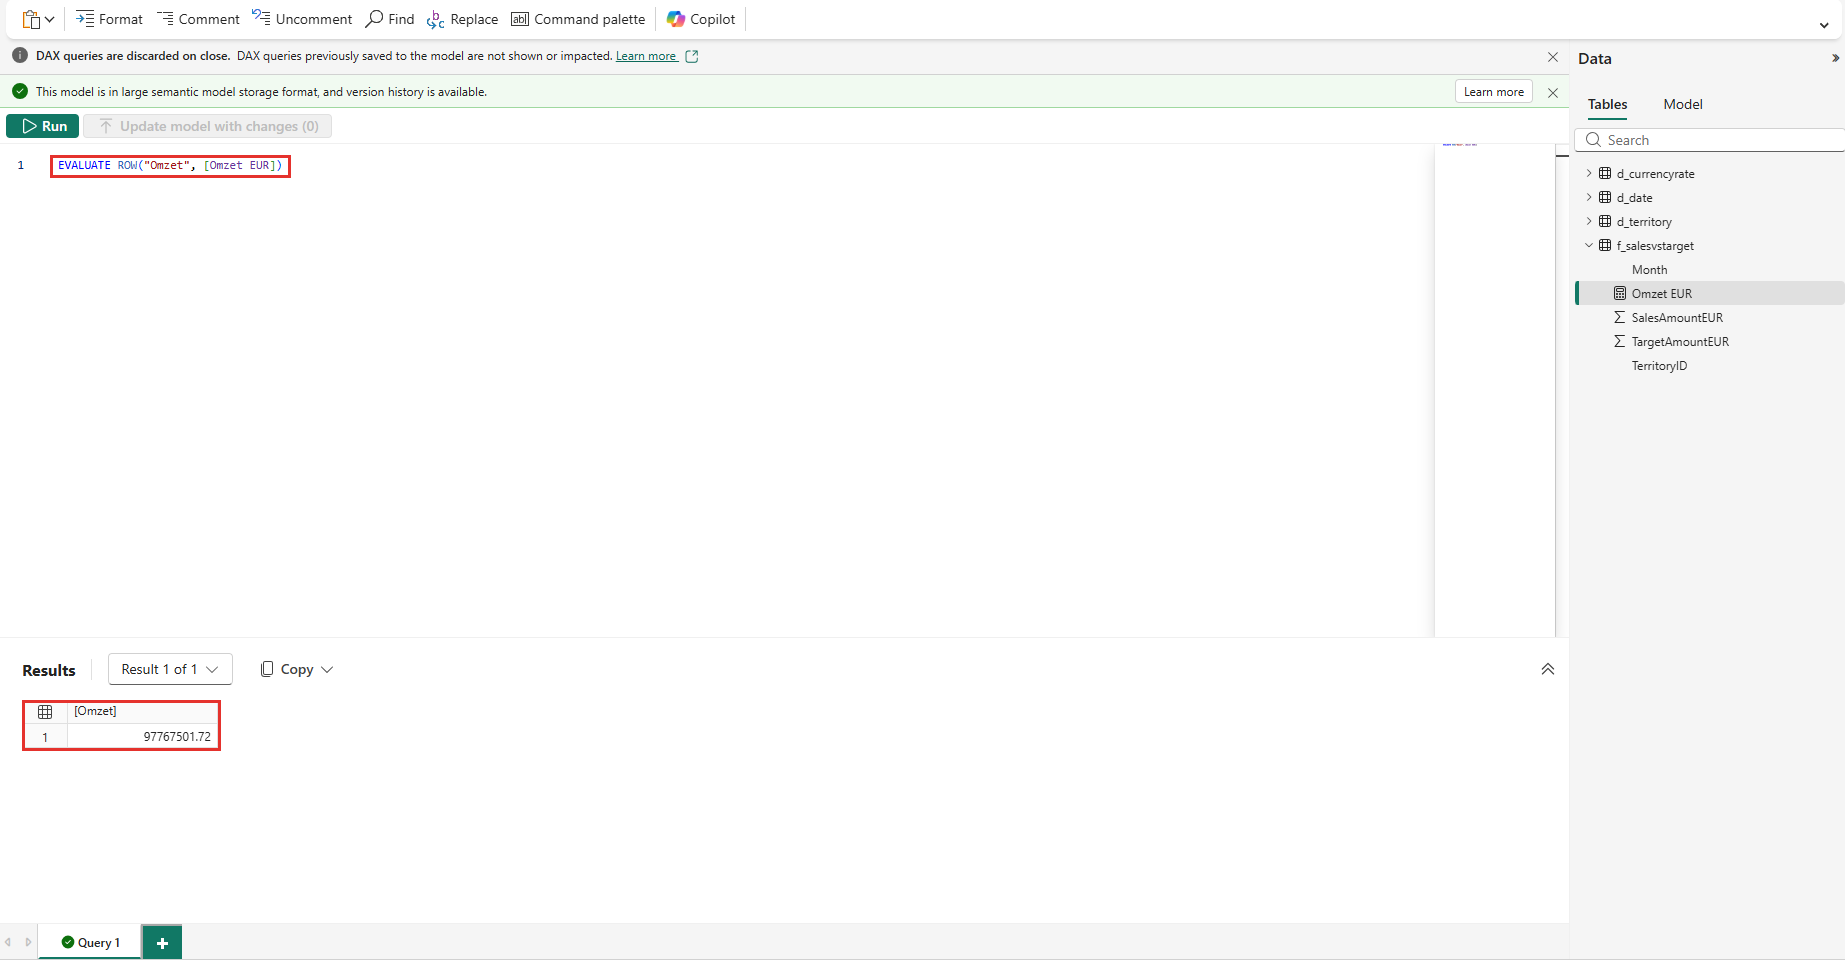 Format
Comment
Uncomment
Find
Replace
Command palette
Copilot
DAX queries are discarded on close. DAX queries previously saved to the model are not shown or impacted. Learn more
This model is in large semantic model storage format, and version history is available.
Learn more
Run
Update model with changes (0)
1
EVALUATE ROW("Omzet", [Omzet EUR])
Results
Result 1 of 1
Copy
[Omzet]
1
97767501.72
Query 1
+
Data
Tables
Model
Search
d_currencyrate
d_date
d_territory
f_salesvstarget
Month
Omzet EUR
SalesAmountEUR
TargetAmountEUR
TerritoryID